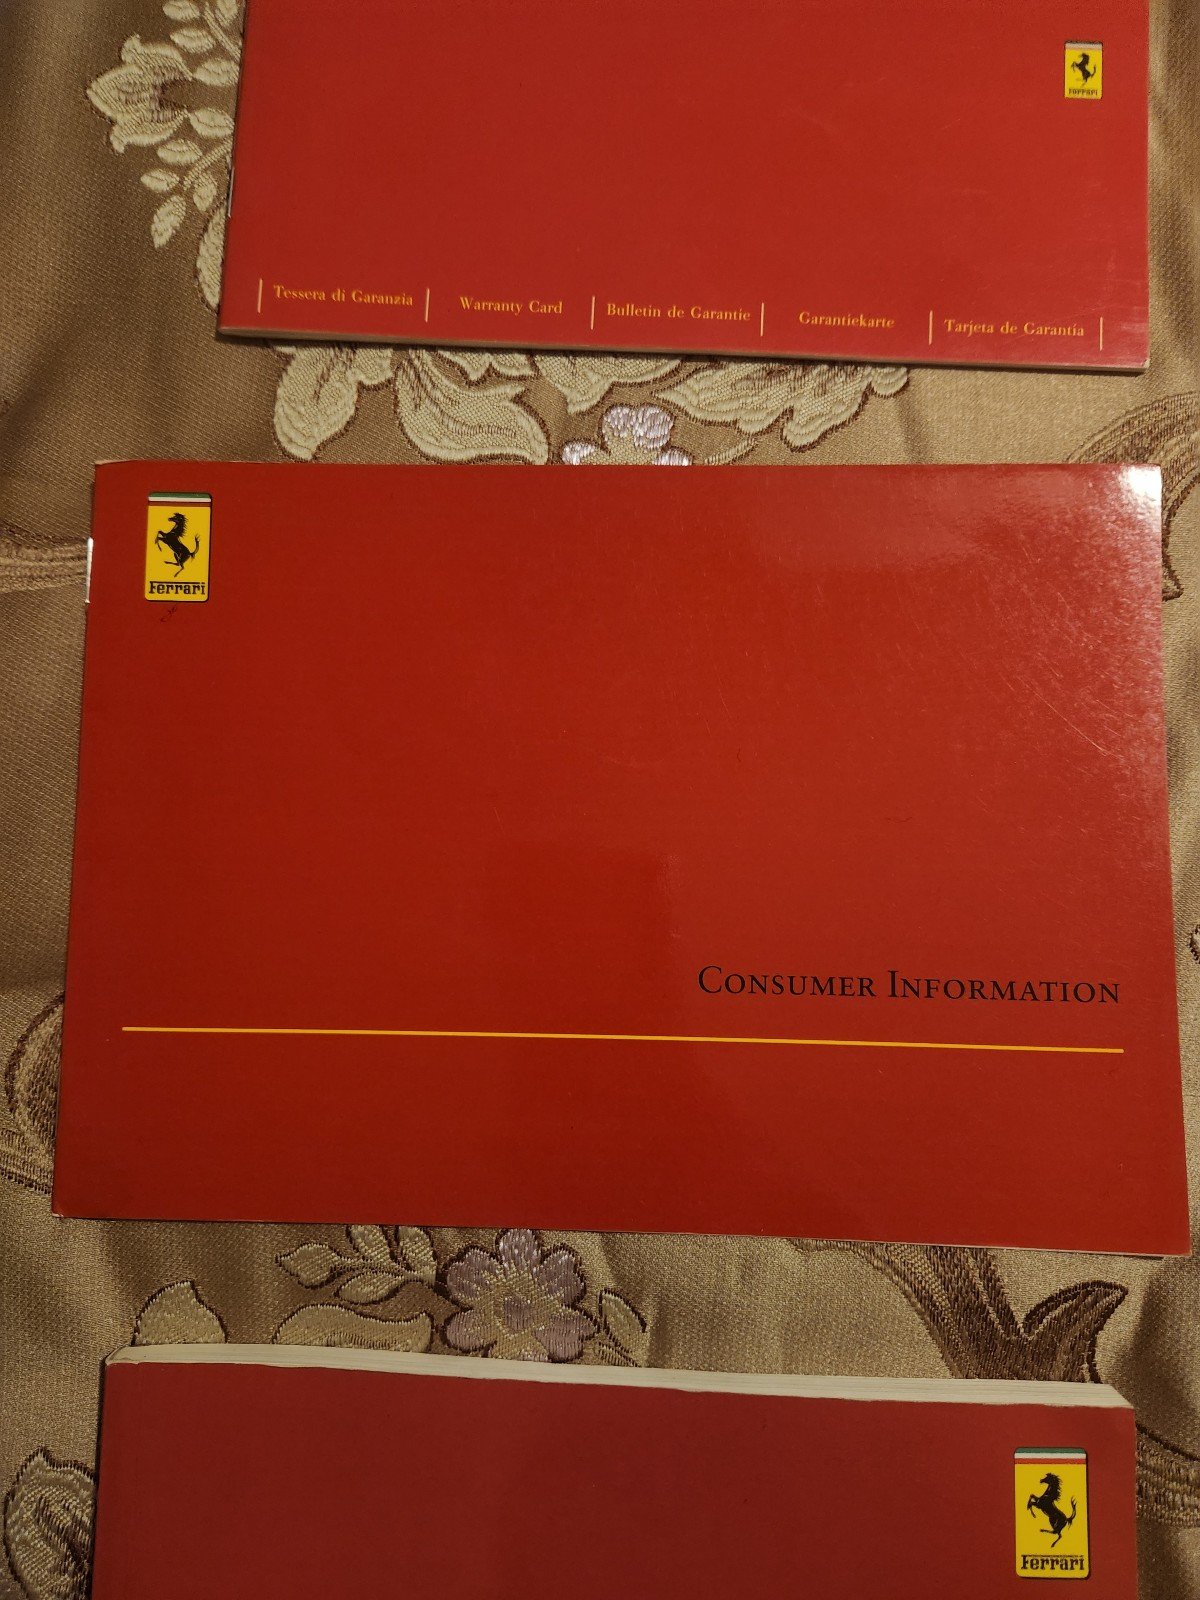 Ferrari
Tessera di Garanzia
Warranty Card
Bulletin de Garantie
Garantiekarte
Tarjeta de Garantía
Ferrari
CONSUMER INFORMATION
Ferrari